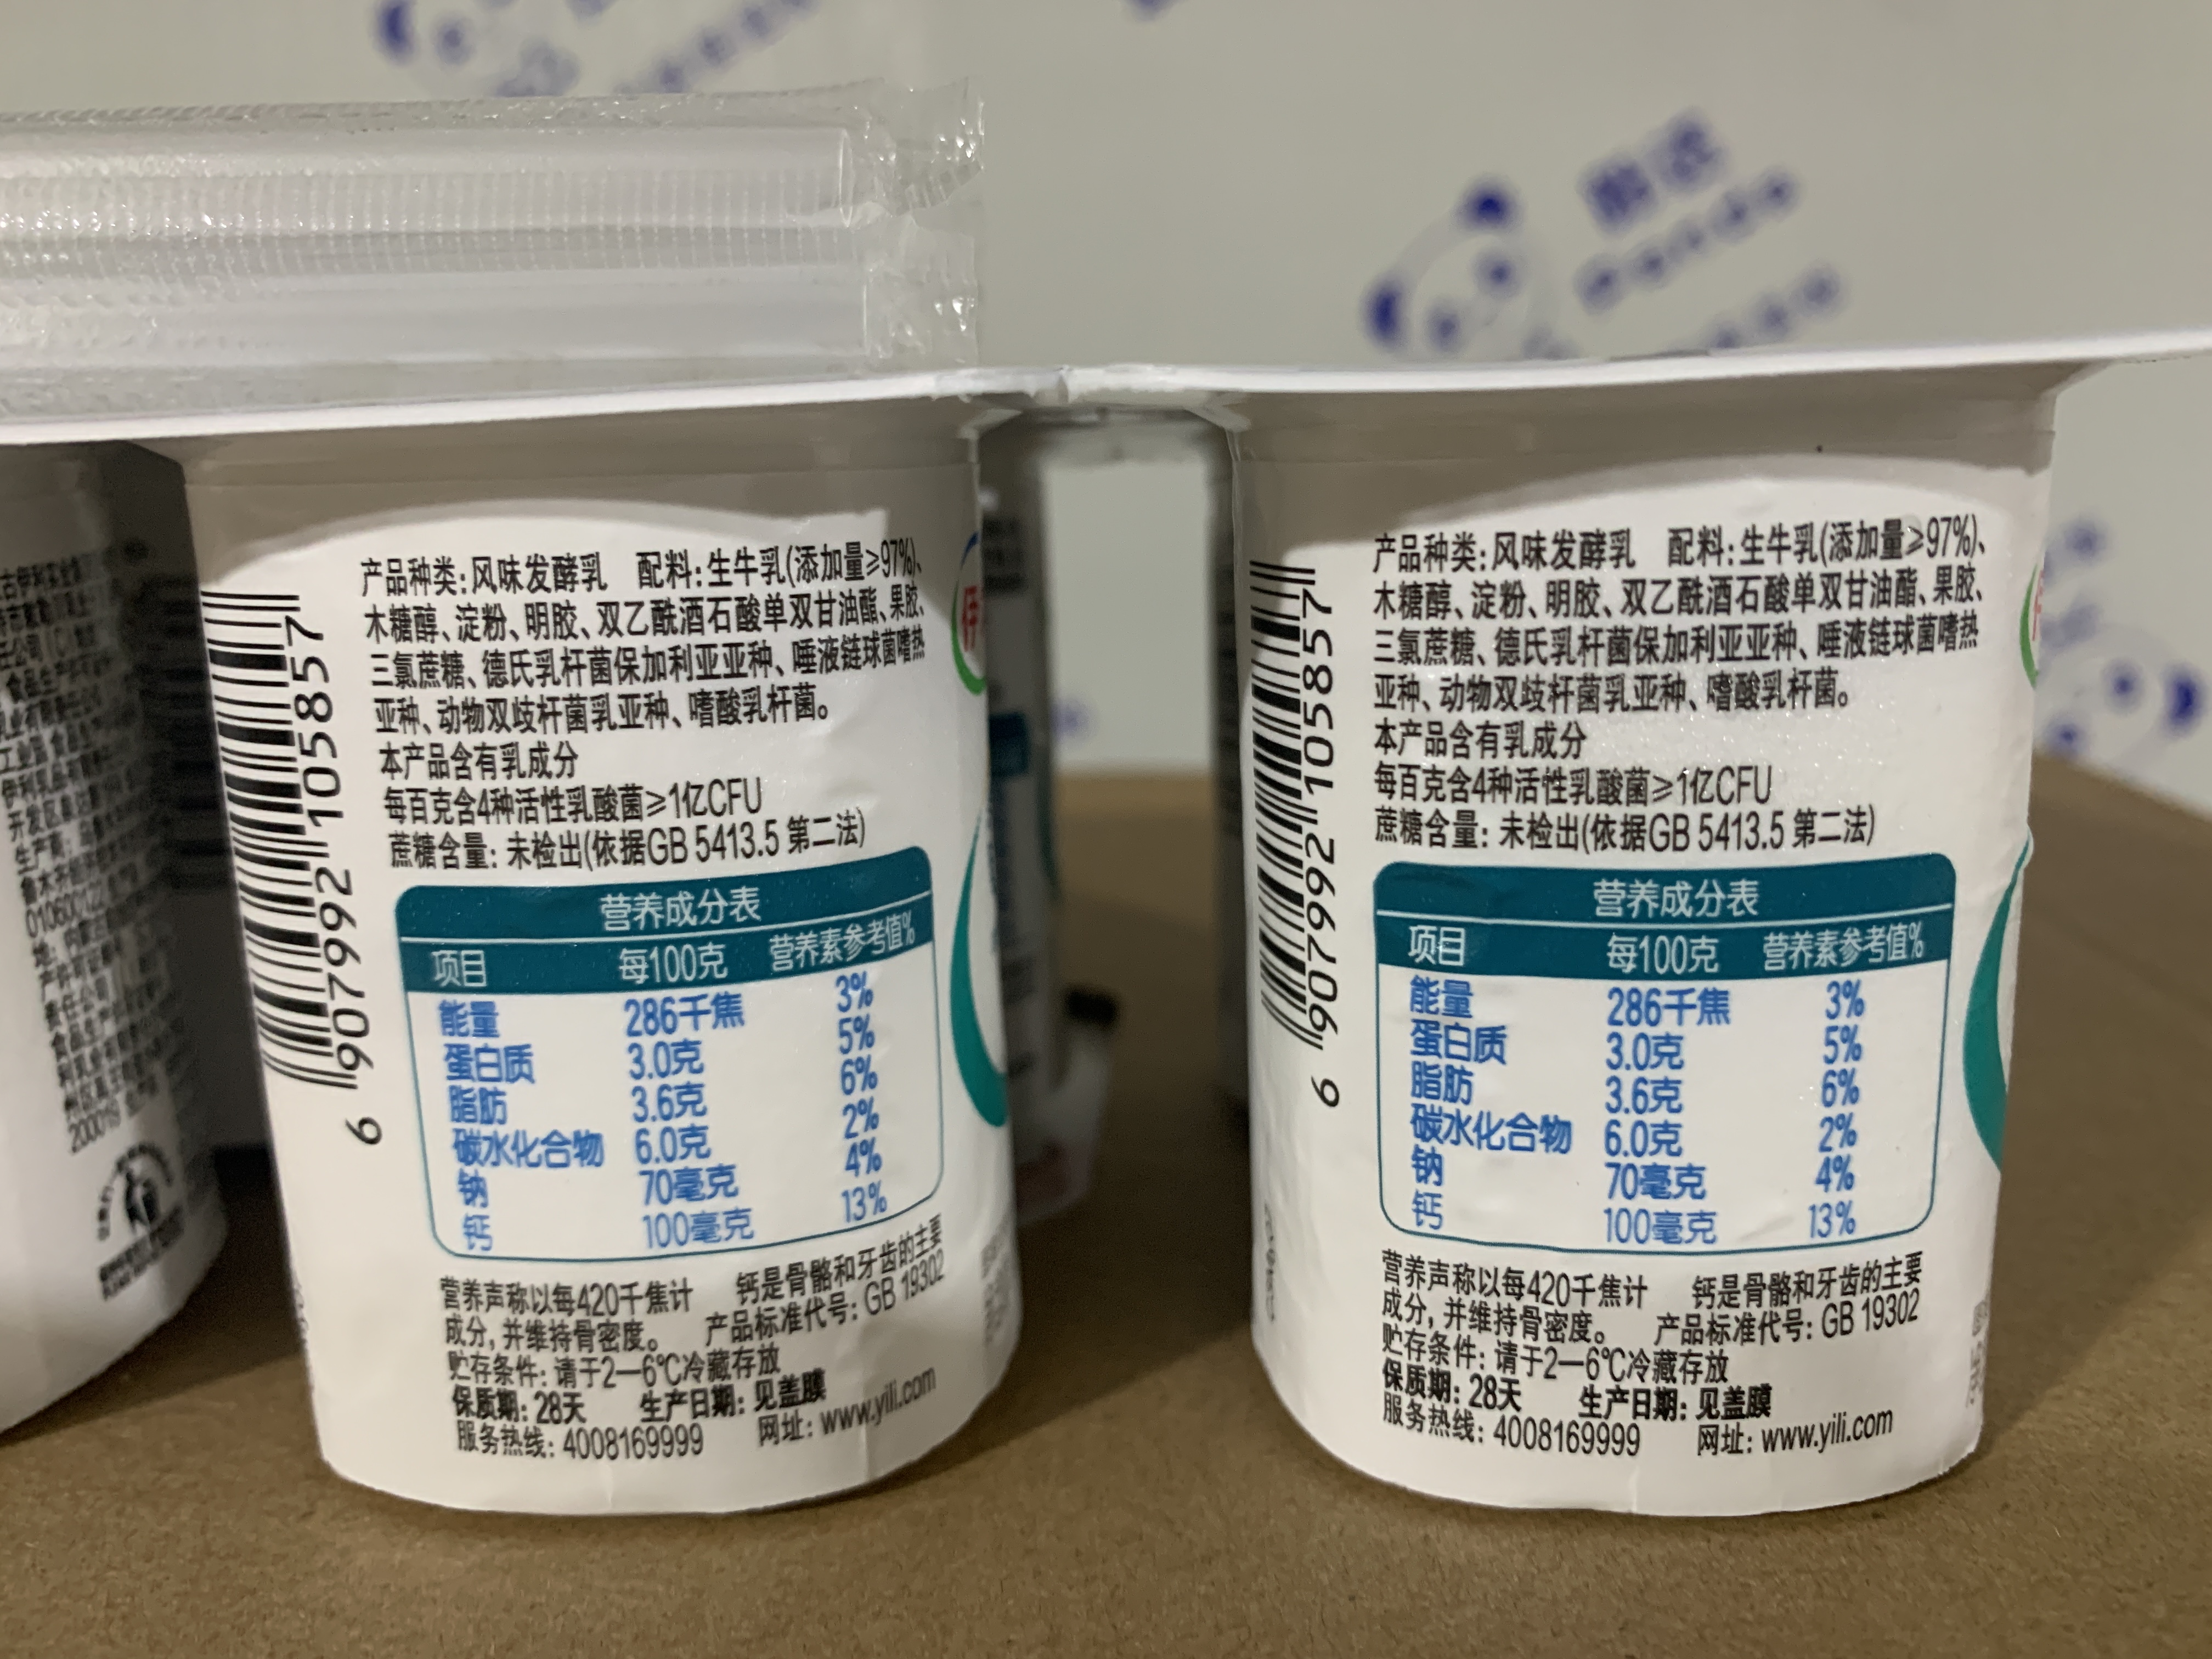 产品种类:风味发酵乳 配料:生牛乳(添加量≥97%)、
木糖醇、淀粉、明胶、双乙酰酒石酸单双甘油酯、果胶、
三氯蔗糖、德氏乳杆菌保加利亚亚种、唾液链球菌嗜热
亚种、动物双歧杆菌乳亚种、嗜酸乳杆菌。
本产品含有乳成分
每百克含4种活性乳酸菌≥1亿CFU
蔗糖含量: 未检出(依据GB 5413.5 第二法)
营养成分表
项目 每100克 营养素参考值%
能量 286千焦 3%
蛋白质 3.0克 5%
脂肪 3.6克 6%
碳水化合物 6.0克 2%
钠 70毫克 4%
钙 100毫克 13%
营养声称以每420千焦计 钙是骨骼和牙齿的主要
成分, 并维持骨密度。 产品标准代号: GB 19302
贮存条件: 请于2—6℃冷藏存放
保质期: 28天 生产日期: 见盖膜
服务热线: 4008169999 网址: www.yili.com
6 907992 105857
产品种类:风味发酵乳 配料:生牛乳(添加量≥97%)、
木糖醇、淀粉、明胶、双乙酰酒石酸单双甘油酯、果胶、
三氯蔗糖、德氏乳杆菌保加利亚亚种、唾液链球菌嗜热
亚种、动物双歧杆菌乳亚种、嗜酸乳杆菌。
本产品含有乳成分
每百克含4种活性乳酸菌≥1亿CFU
蔗糖含量: 未检出(依据GB 5413.5 第二法)
营养成分表
项目 每100克 营养素参考值%
能量 286千焦 3%
蛋白质 3.0克 5%
脂肪 3.6克 6%
碳水化合物 6.0克 2%
钠 70毫克 4%
钙 100毫克 13%
营养声称以每420千焦计 钙是骨骼和牙齿的主要
成分, 并维持骨密度。 产品标准代号: GB 19302
贮存条件: 请于2—6℃冷藏存放
保质期: 28天 生产日期: 见盖膜
服务热线: 4008169999 网址: www.yili.com
6 907992 105857